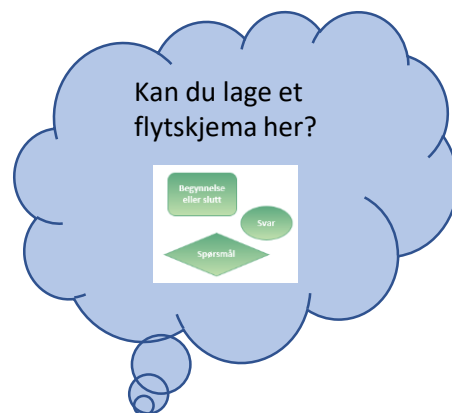 Kan du lage et
flytskjema her?
Begynnelse
eller slutt
Svar
Spørsmål